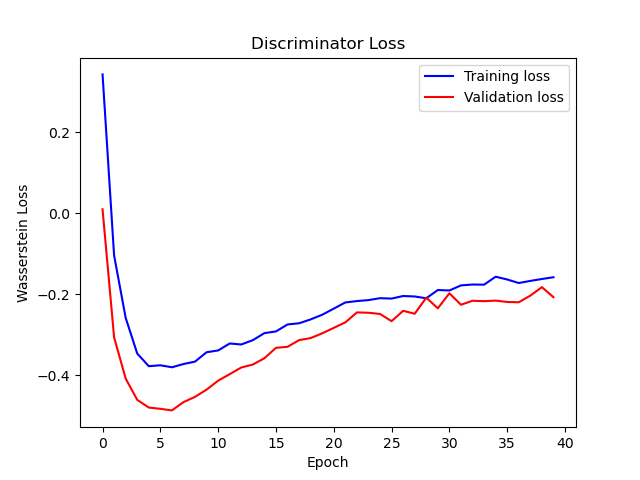 Discriminator Loss
Training loss
Validation loss
Wasserstein Loss
0.2
0.0
−0.2
−0.4
0 5 10 15 20 25 30 35 40
Epoch